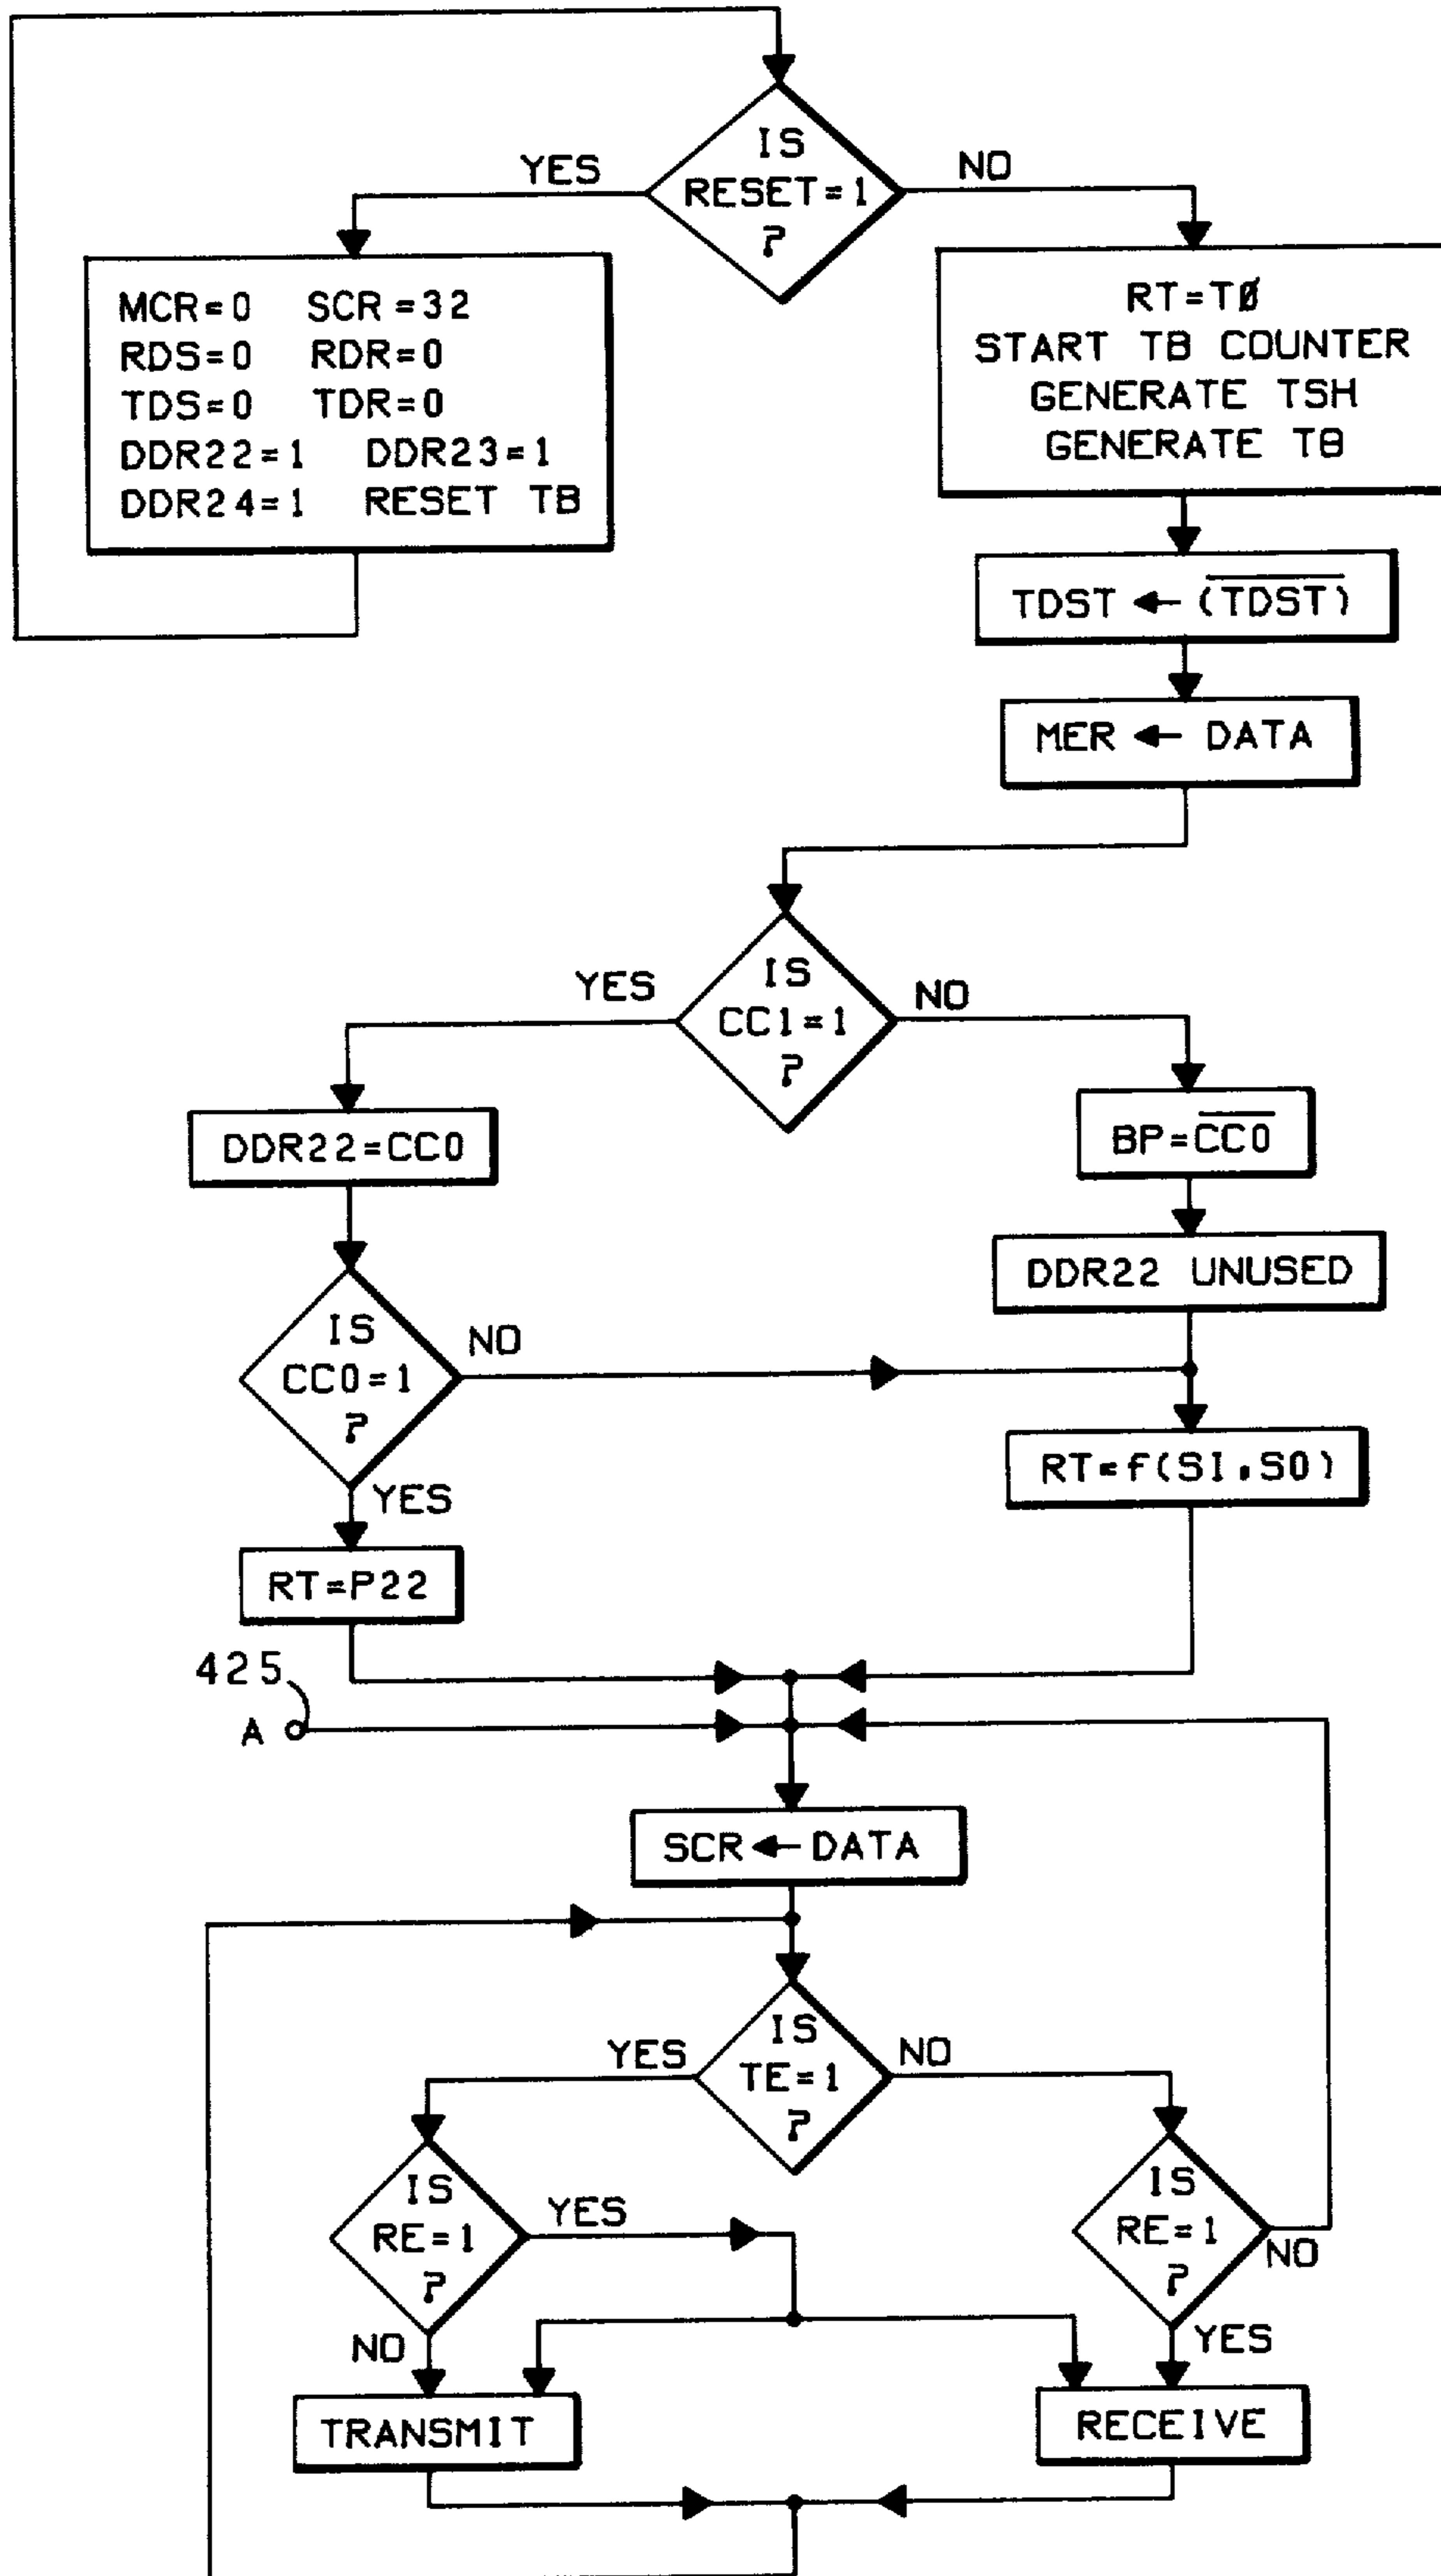 IS
RESET=1
?
YES
NO
MCR=0 SCR=32
RDS=0 RDR=0
TDS=0 TDR=0
DDR22=1 DDR23=1
DDR24=1 RESET TB
RT=TØ
START TB COUNTER
GENERATE TSH
GENERATE TB
TDST ← (T̅D̅S̅T̅)
MER ← DATA
IS
CC1=1
?
YES
NO
DDR22=CC0
BP=C̅C̅0̅
DDR22 UNUSED
IS
CC0=1
?
NO
YES
RT=f(SI,S0)
RT=P22
425
A
SCR ← DATA
IS
TE=1
?
YES
NO
IS
RE=1
?
YES
NO
IS
RE=1
?
NO
YES
TRANSMIT
RECEIVE